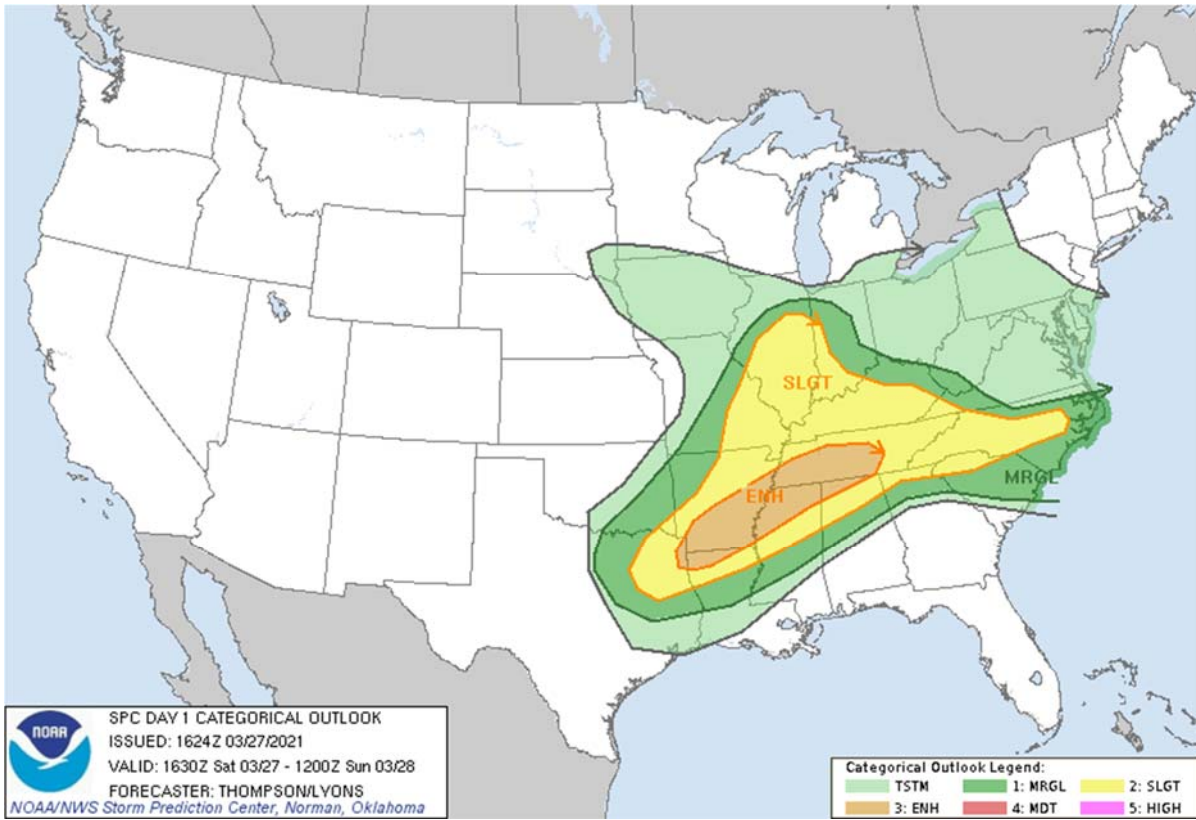 SLGT
ENH
MRGL
NOAA
SPC DAY 1 CATEGORICAL OUTLOOK
ISSUED: 1624Z 03/27/2021
VALID: 1630Z Sat 03/27 - 1200Z Sun 03/28
FORECASTER: THOMPSON/LYONS
NOAA/NWS Storm Prediction Center, Norman, Oklahoma
Categorical Outlook Legend:
TSTM 1: MRGL 2: SLGT
3: ENH 4: MDT 5: HIGH